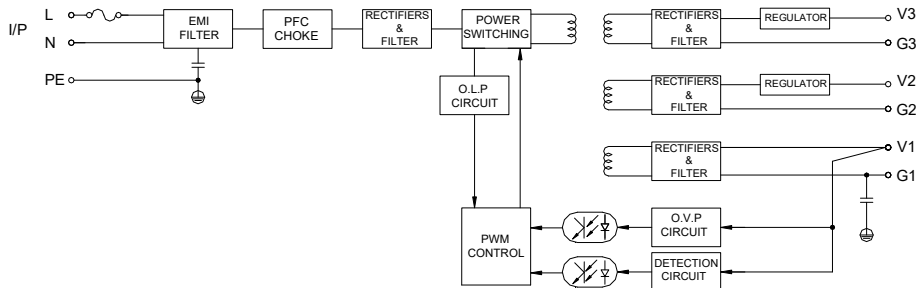 I/P
L
N
PE
EMI
FILTER
PFC
CHOKE
RECTIFIERS
&
FILTER
POWER
SWITCHING
O.L.P
CIRCUIT
PWM
CONTROL
RECTIFIERS
&
FILTER
REGULATOR
V3
G3
RECTIFIERS
&
FILTER
REGULATOR
V2
G2
RECTIFIERS
&
FILTER
V1
G1
O.V.P
CIRCUIT
DETECTION
CIRCUIT